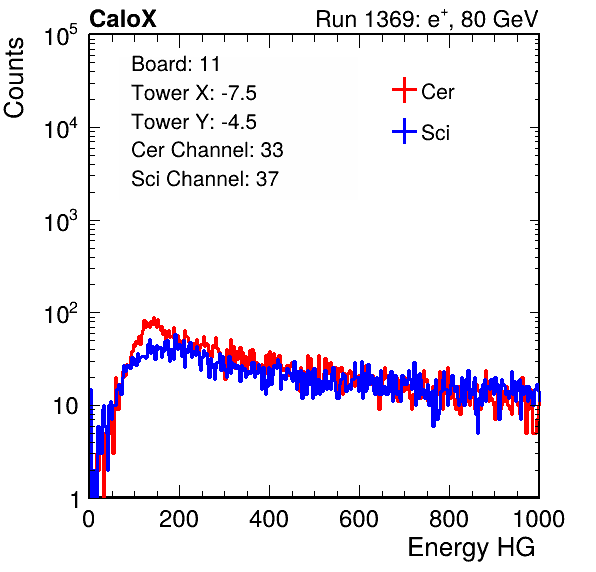 CaloX Run 1369: e⁺, 80 GeV
Counts
Board: 11
Tower X: -7.5
Tower Y: -4.5
Cer Channel: 33
Sci Channel: 37
Cer
Sci
10⁵
10⁴
10³
10²
10
1
0 200 400 600 800 1000
Energy HG